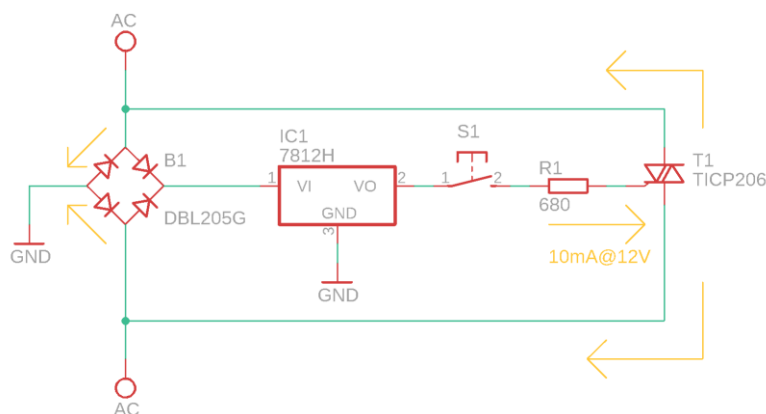 AC
IC1
7812H
S1
B1
1
VI
VO
2
1
2
R1
T1
TICP206
680
GND
3
DBL205G
GND
10mA@12V
GND
AC